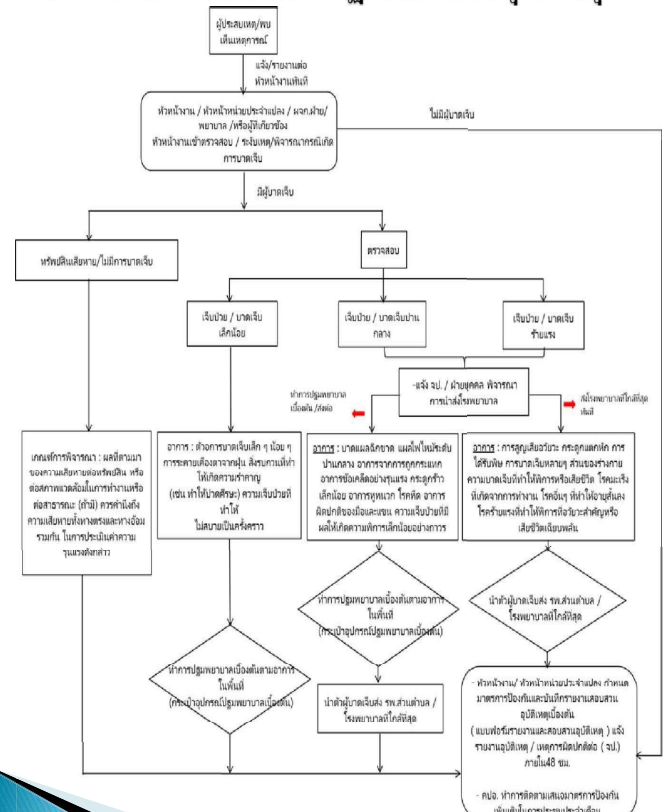 ผู้ประสบเหตุ/พบ
เห็นเหตุการณ์
แจ้ง/รายงานต่อ
หัวหน้างานทันที
หัวหน้างาน / หัวหน้าหน่วยประจำแปลง / ผจก.ฝ่าย/
พยาบาล /หรือผู้ที่เกี่ยวข้อง
หัวหน้างานเข้าตรวจสอบ / ระงับเหตุ/พิจารณากรณีเกิด
การบาดเจ็บ
ไม่มีผู้บาดเจ็บ
มีผู้บาดเจ็บ
ทรัพย์สินเสียหาย/ไม่มีการบาดเจ็บ
ตรวจสอบ
เจ็บป่วย / บาดเจ็บ
เล็กน้อย
เจ็บป่วย / บาดเจ็บปาน
กลาง
เจ็บป่วย / บาดเจ็บ
ร้ายแรง
ทำการปฐมพยาบาล
เบื้องต้น /ส่งต่อ
-แจ้ง จป. / ฝ่ายบุคคล พิจารณา
การนำส่งโรงพยาบาล
ส่งโรงพยาบาลที่ใกล้ที่สุด
ทันที
เกณฑ์การพิจารณา : ผลที่ตามมา
ของความเสียหายต่อทรัพย์สิน หรือ
ต่อสภาพแวดล้อมในการทำงานหรือ
ต่อสาธารณะ (ถ้ามี) ควรคำนึงถึง
ความเสียหายทั้งทางตรงและทางอ้อม
รวมกัน ในการประเมินค่าความ
รุนแรงดังกล่าว
อาการ : ตัวอการบาดเจ็บเล็ก ๆ น้อย ๆ
การระคายเคืองตาจากฝุ่น สิ่งรบกวนที่ทำ
ให้เกิดความรำคาญ
(เช่น ทำให้ปวดศีรษะ) ความเจ็บป่วยที่
ทำให้
ไม่สบายเป็นครั้งคราว
อาการ : บาดแผลฉีกขาด แผลไฟไหม้ระดับ
ปานกลาง อาการจากการถูกกระแทก
อาการข้อเคล็ดอย่างรุนแรง กระดูกร้าว
เล็กน้อย อาการหูหนวก โรคหืด อาการ
ผิดปกติของมือและแขน ความเจ็บป่วยที่มี
ผลให้เกิดความพิการเล็กน้อยอย่างถาวร
อาการ : การสูญเสียอวัยวะ กระดูกแตกหัก การ
ได้รับพิษ การบาดเจ็บหลายๆ ส่วนของร่างกาย
ความบาดเจ็บที่ทำให้พิการหรือเสียชีวิต โรคมะเร็ง
ที่เกิดจากการทำงาน โรคอื่นๆ ที่ทำให้อายุสั้นลง
โรคร้ายแรงที่ทำให้พิการที่อวัยวะสำคัญหรือ
เสียชีวิตเฉียบพลัน
ทำการปฐมพยาบาลเบื้องต้นตามอาการ
ในพื้นที่
(กระเป๋าอุปกรณ์ปฐมพยาบาลเบื้องต้น)
ทำการปฐมพยาบาลเบื้องต้นตามอาการ
ในพื้นที่
(กระเป๋าอุปกรณ์ปฐมพยาบาลเบื้องต้น)
นำตัวผู้บาดเจ็บส่ง รพ.ส่วนตำบล /
โรงพยาบาลที่ใกล้ที่สุด
นำตัวผู้บาดเจ็บส่ง รพ.ส่วนตำบล /
โรงพยาบาลที่ใกล้ที่สุด
- หัวหน้างาน/ หัวหน้าหน่วยประจำแปลง กำหนด
มาตรการป้องกันและบันทึกรายงานสอบสวน
อุบัติเหตุเบื้องต้น
( แบบฟอร์มรายงานและสอบสวนอุบัติเหตุ ) แจ้ง
รายงานอุบัติเหตุ / เหตุการผิดปกติต่อ ( จป.)
ภายใน48 ชม.
- คปอ. ทำการติดตามเสนอมาตรการป้องกัน
เพิ่มเติมในการประชุมประจำเดือน